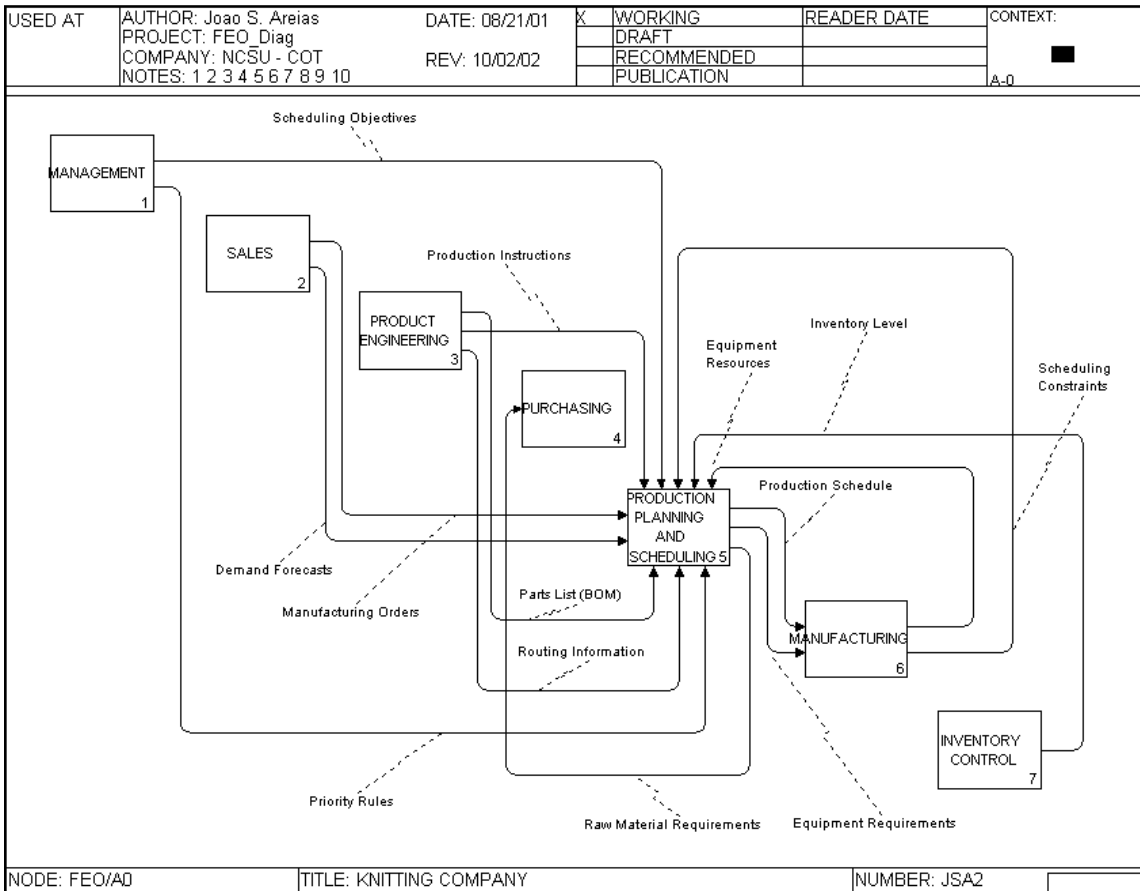 USED AT
AUTHOR: Joao S. Areias
DATE: 08/21/01
PROJECT: FEO_Diag
COMPANY: NCSU - COT
REV: 10/02/02
NOTES: 1 2 3 4 5 6 7 8 9 10
X WORKING
DRAFT
RECOMMENDED
PUBLICATION
READER DATE
CONTEXT:
A-0
Scheduling Objectives
MANAGEMENT
1
SALES
2
Production Instructions
PRODUCT
ENGINEERING
3
Inventory Level
Equipment
Resources
Scheduling
Constraints
PURCHASING
4
Production Schedule
PRODUCTION
PLANNING
AND
SCHEDULING 5
Demand Forecasts
Manufacturing Orders
Parts List (BOM)
Routing Information
MANUFACTURING
6
INVENTORY
CONTROL
7
Priority Rules
Raw Material Requirements
Equipment Requirements
NODE: FEO/A0
TITLE: KNITTING COMPANY
NUMBER: JSA2